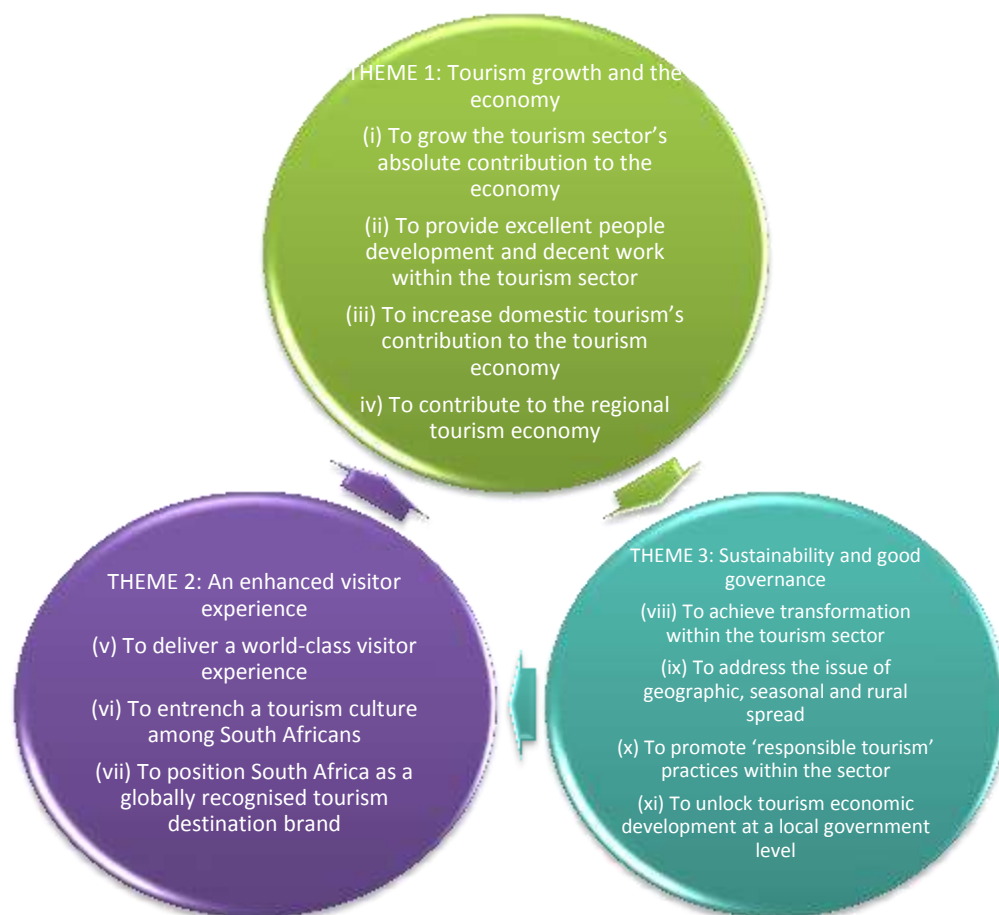 THEME 1: Tourism growth and the
economy
(i) To grow the tourism sector’s
absolute contribution to the
economy
(ii) To provide excellent people
development and decent work
within the tourism sector
(iii) To increase domestic tourism’s
contribution to the tourism
economy
iv) To contribute to the regional
tourism economy
THEME 2: An enhanced visitor
experience
(v) To deliver a world-class visitor
experience
(vi) To entrench a tourism culture
among South Africans
(vii) To position South Africa as a
globally recognised tourism
destination brand
THEME 3: Sustainability and good
governance
(viii) To achieve transformation
within the tourism sector
(ix) To address the issue of
geographic, seasonal and rural
spread
(x) To promote ‘responsible tourism’
practices within the sector
(xi) To unlock tourism economic
development at a local government
level